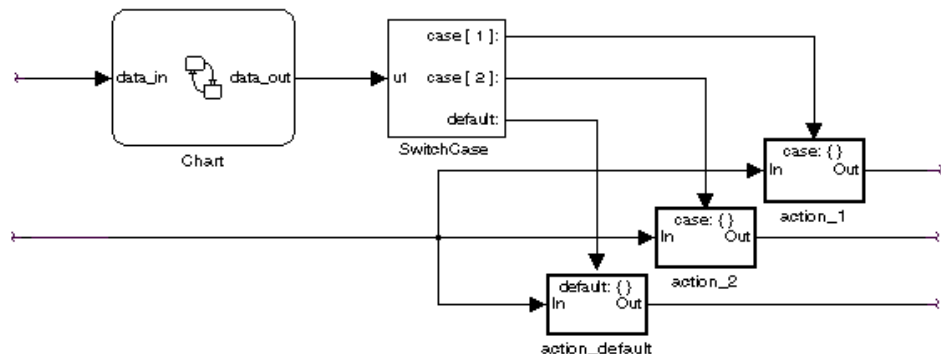 case [ 1 ]:
data_in data_out u1 case [ 2 ]:
default:
Chart SwitchCase
case: { }
In Out
action_1
case: { }
In Out
action_2
default: { }
In Out
action_default